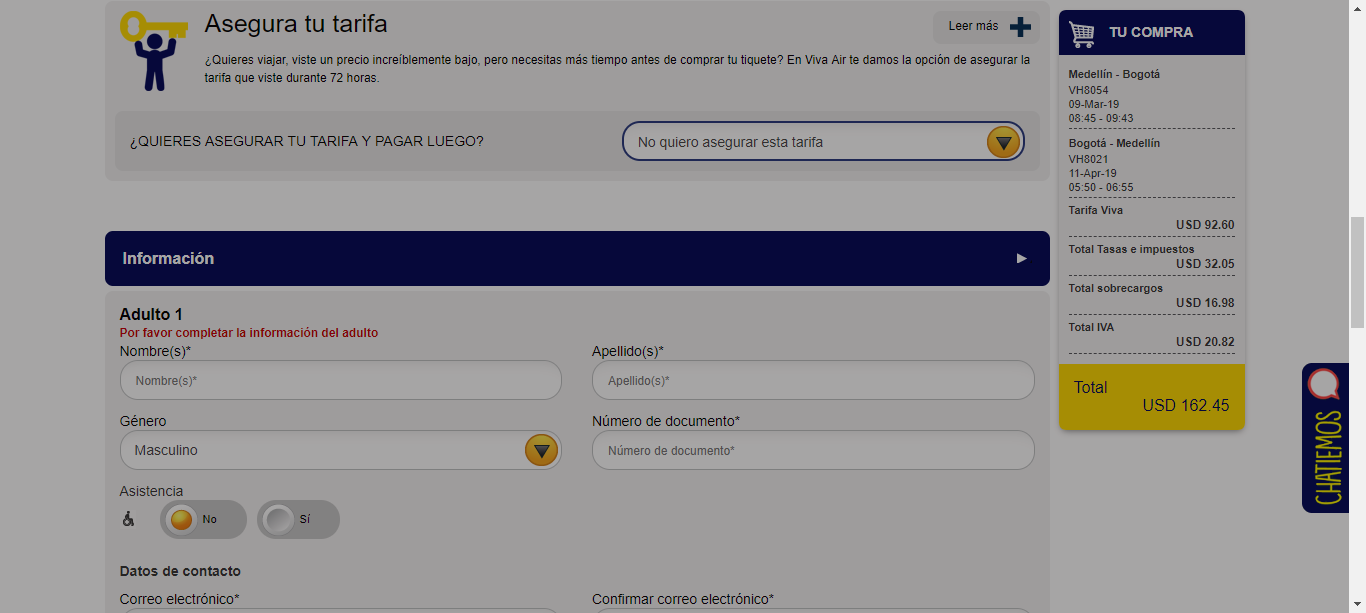 Asegura tu tarifa
Leer más
¿Quieres viajar, viste un precio increíblemente bajo, pero necesitas más tiempo antes de comprar tu tiquete? En Viva Air te damos la opción de asegurar la
tarifa que viste durante 72 horas.
¿QUIERES ASEGURAR TU TARIFA Y PAGAR LUEGO?
No quiero asegurar esta tarifa
Información
Adulto 1
Por favor completar la información del adulto
Nombre(s)*
Apellido(s)*
Nombre(s)*
Apellido(s)*
Género
Número de documento*
Masculino
Número de documento*
Asistencia
No
Sí
Datos de contacto
Correo electrónico*
Confirmar correo electrónico*
TU COMPRA
Medellín - Bogotá
VH8054
09-Mar-19
08:45 - 09:43
Bogotá - Medellín
VH8021
11-Apr-19
05:50 - 06:55
Tarifa Viva
USD 92.60
Total Tasas e impuestos
USD 32.05
Total sobrecargos
USD 16.98
Total IVA
USD 20.82
Total
USD 162.45
CHATIEMOS